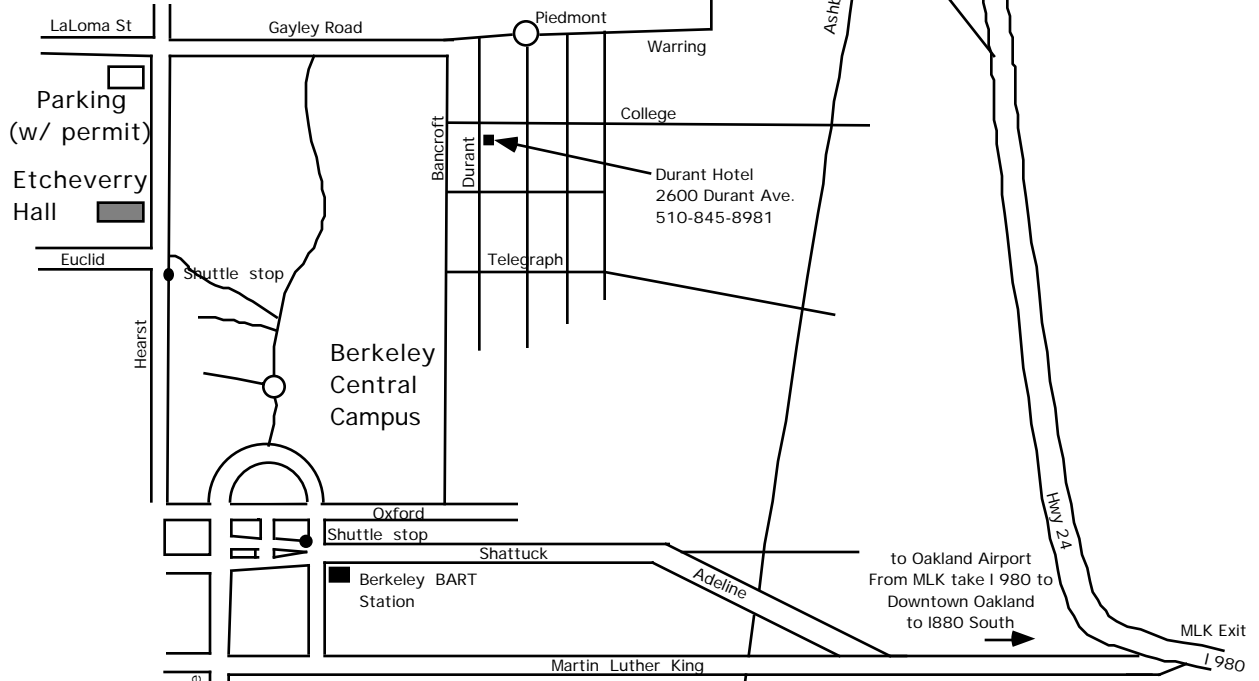 Piedmont
LaLoma St
Gayley Road
Warring
Parking
(w/ permit)
College
Bancroft
Durant
Etcheverry
Hall
Durant Hotel
2600 Durant Ave.
510-845-8981
Euclid
Telegraph
Shuttle stop
Hearst
Berkeley
Central
Campus
Hwy 24
Oxford
Shuttle stop
Shattuck
Adeline
Berkeley BART
Station
to Oakland Airport
From MLK take I 980 to
Downtown Oakland
to I880 South
MLK Exit
I 980
Martin Luther King